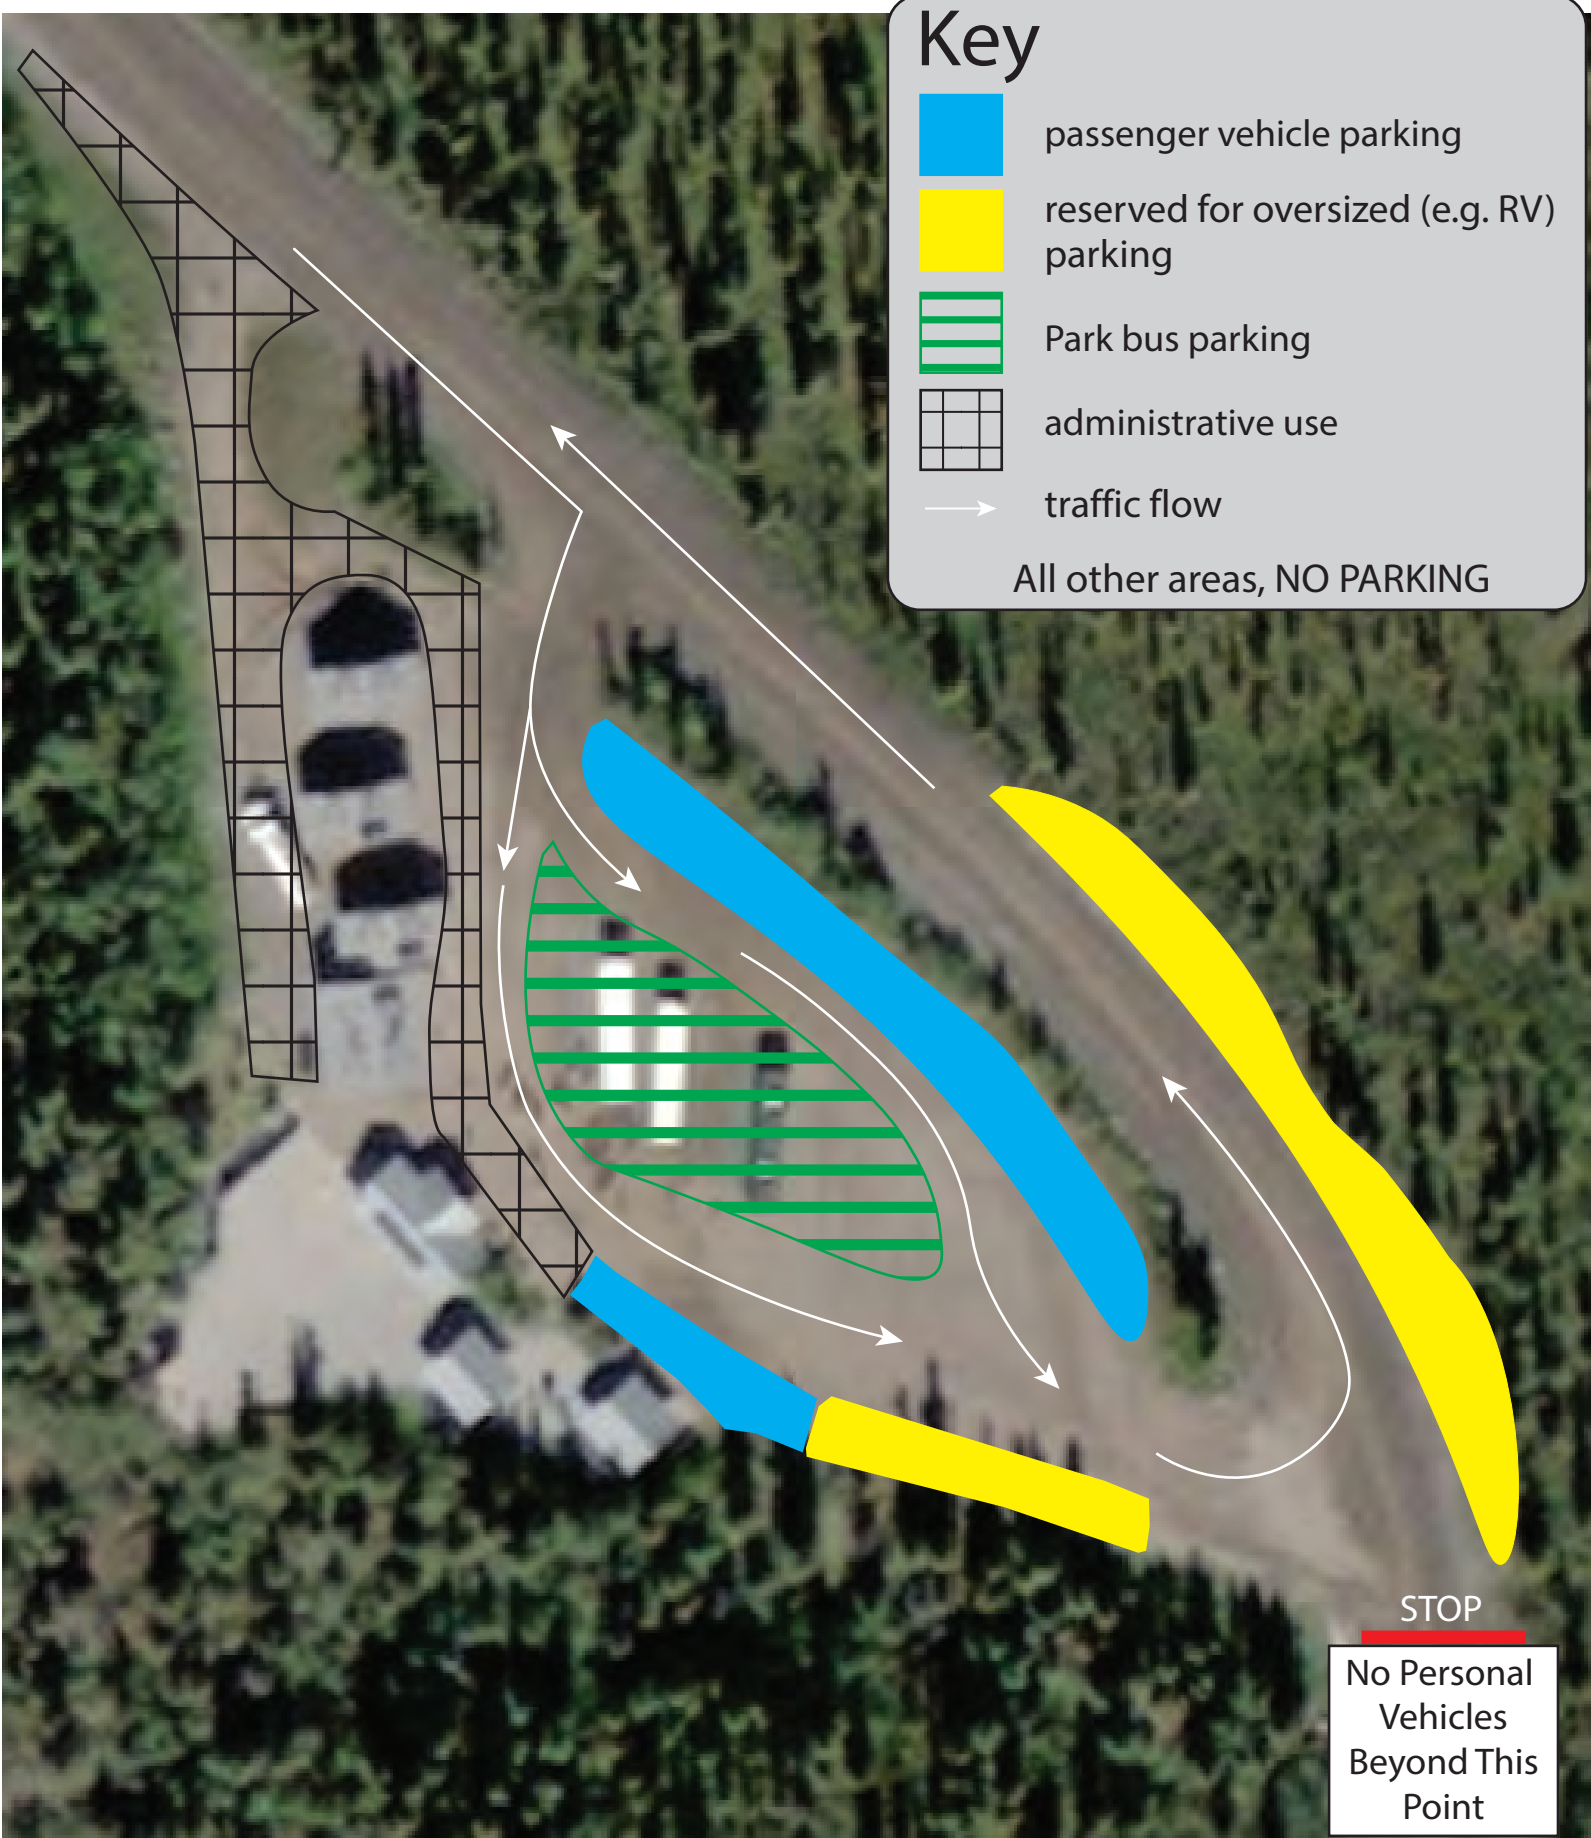 Key
passenger vehicle parking
reserved for oversized (e.g. RV)
parking
Park bus parking
administrative use
traffic flow
All other areas, NO PARKING
STOP
No Personal
Vehicles
Beyond This
Point